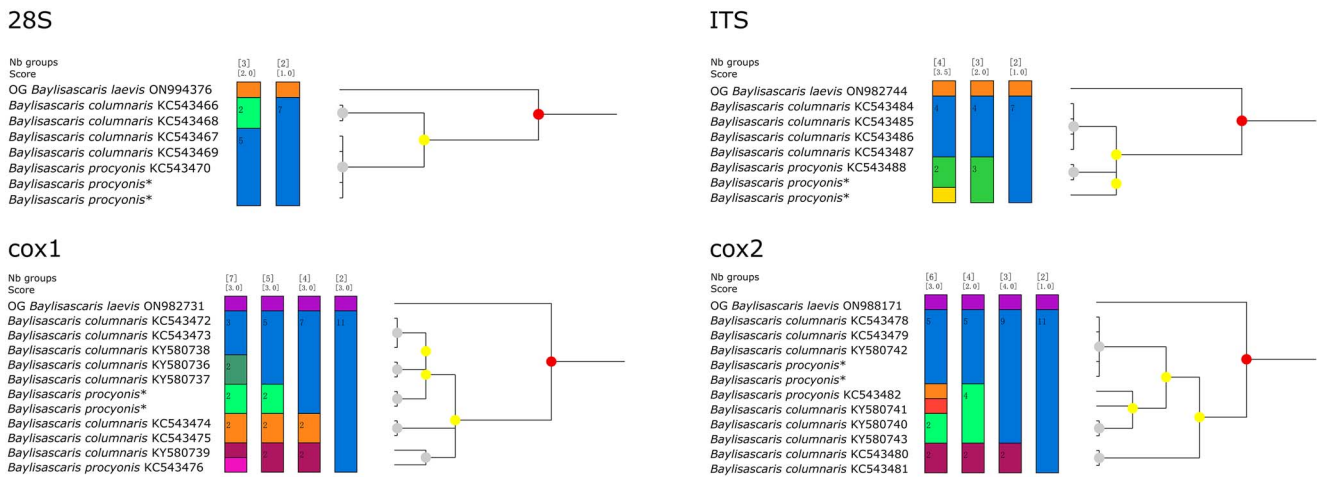 28S
Nb groups [3] [2]
Score [2.0] [1.0]
OG Baylisascaris laevis ON994376
Baylisascaris columnaris KC543466 7
Baylisascaris columnaris KC543468 2
Baylisascaris columnaris KC543467
Baylisascaris columnaris KC543469 5
Baylisascaris procyonis KC543470
Baylisascaris procyonis*
Baylisascaris procyonis*
ITS
Nb groups [4] [3] [2]
Score [3.5] [2.0] [1.0]
OG Baylisascaris laevis ON982744
Baylisascaris columnaris KC543484 4 4 7
Baylisascaris columnaris KC543485
Baylisascaris columnaris KC543486
Baylisascaris columnaris KC543487
Baylisascaris procyonis KC543488 2 3
Baylisascaris procyonis*
Baylisascaris procyonis*
cox1
Nb groups [7] [5] [4] [2]
Score [3.0] [3.0] [3.0] [3.0]
OG Baylisascaris laevis ON982731
Baylisascaris columnaris KC543472 3 5 7 11
Baylisascaris columnaris KC543473
Baylisascaris columnaris KY580738
Baylisascaris columnaris KY580736 2
Baylisascaris columnaris KY580737
Baylisascaris procyonis* 2 2
Baylisascaris procyonis*
Baylisascaris columnaris KC543474 2 2 2
Baylisascaris columnaris KC543475
Baylisascaris columnaris KY580739 2 2
Baylisascaris procyonis KC543476
cox2
Nb groups [6] [4] [3] [2]
Score [3.0] [2.0] [4.0] [1.0]
OG Baylisascaris laevis ON988171
Baylisascaris columnaris KC543478 5 5 9 11
Baylisascaris columnaris KC543479
Baylisascaris columnaris KY580742
Baylisascaris procyonis*
Baylisascaris procyonis*
Baylisascaris procyonis KC543482 4
Baylisascaris columnaris KY580741
Baylisascaris columnaris KY580740 2
Baylisascaris columnaris KY580743
Baylisascaris columnaris KC543480 2 2 2
Baylisascaris columnaris KC543481